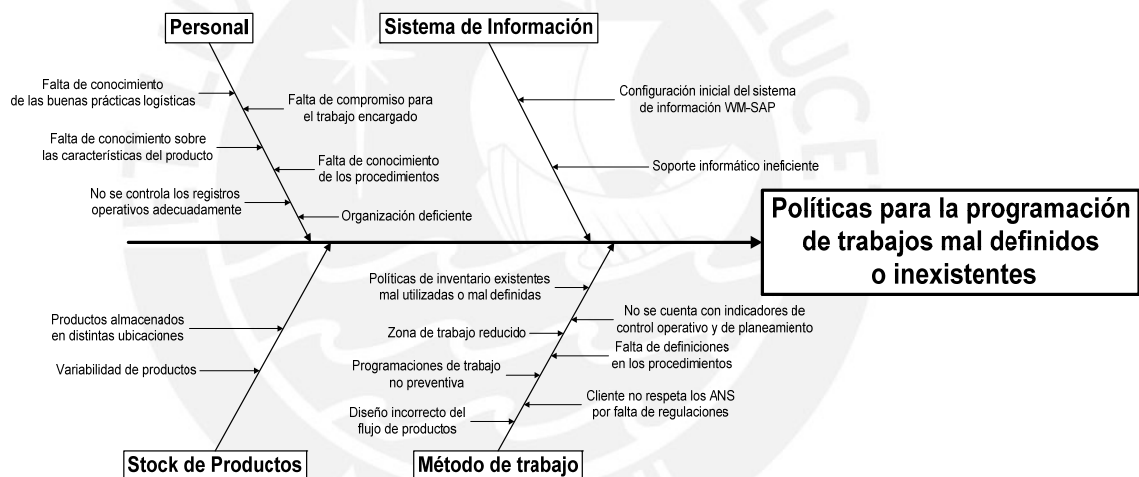 Personal
Sistema de Información
Falta de conocimiento
de las buenas prácticas logísticas
Falta de compromiso para
el trabajo encargado
Falta de conocimiento sobre
las características del producto
Falta de conocimiento
de los procedimientos
No se controla los registros
operativos adecuadamente
Organización deficiente
Configuración inicial del sistema
de información WM-SAP
Soporte informático ineficiente
Políticas para la programación
de trabajos mal definidos
o inexistentes
Productos almacenados
en distintas ubicaciones
Variabilidad de productos
Políticas de inventario existentes
mal utilizadas o mal definidas
No se cuenta con indicadores de
control operativo y de planeamiento
Zona de trabajo reducido
Falta de definiciones
en los procedimientos
Programaciones de trabajo
no preventiva
Cliente no respeta los ANS
por falta de regulaciones
Diseño incorrecto del
flujo de productos
Stock de Productos
Método de trabajo
LUCE